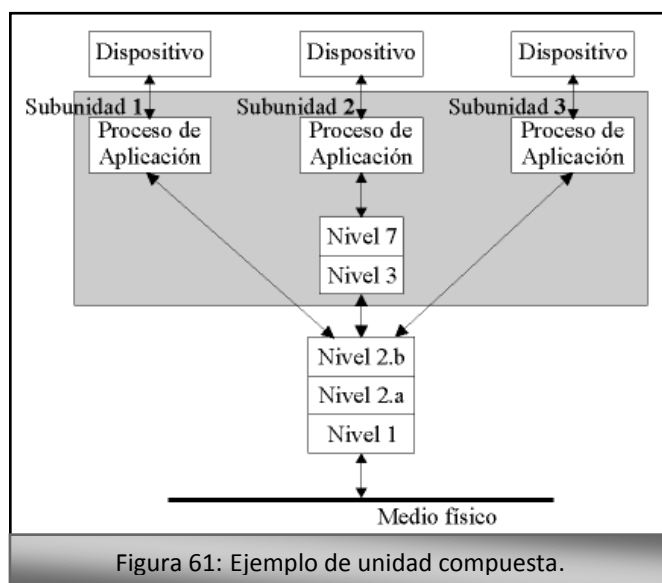 Dispositivo Dispositivo Dispositivo
Subunidad 1 Subunidad 2 Subunidad 3
Proceso de Proceso de Proceso de
Aplicación Aplicación Aplicación
Nivel 7
Nivel 3
Nivel 2.b
Nivel 2.a
Nivel 1
Medio físico
Figura 61: Ejemplo de unidad compuesta.